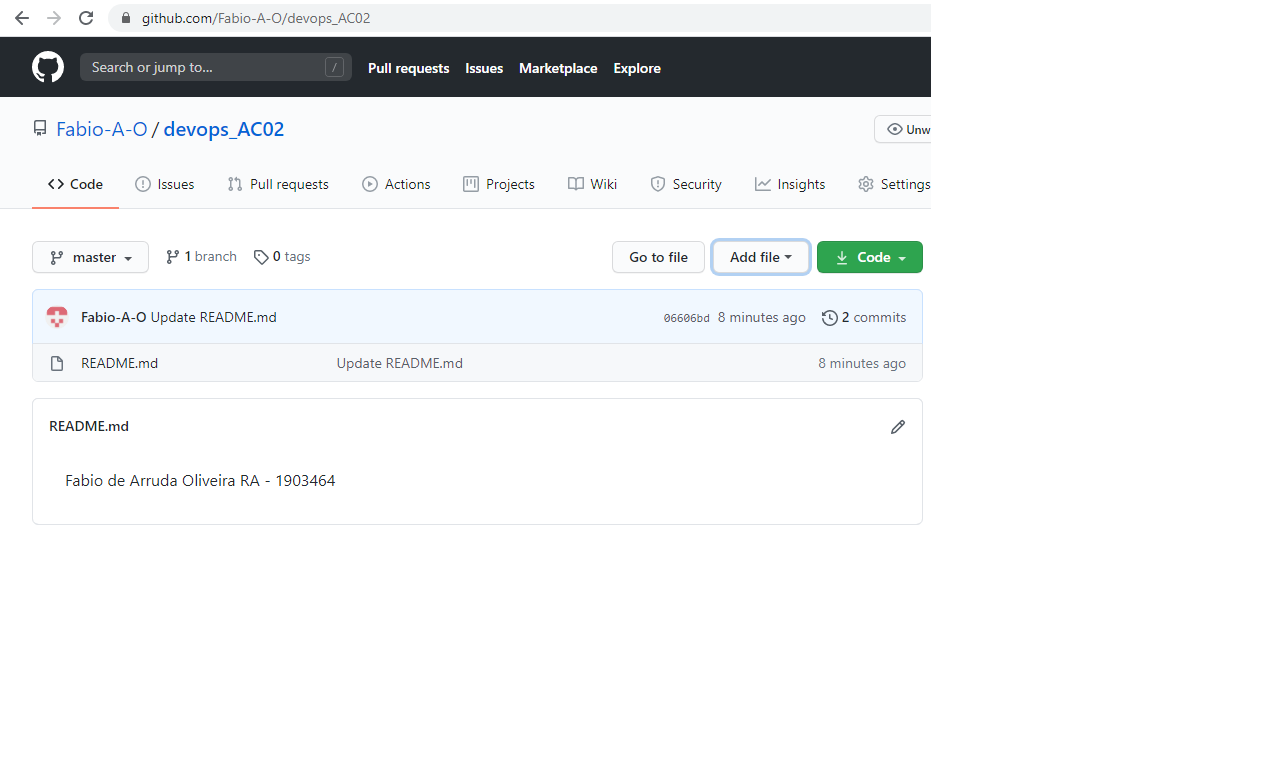 github.com/Fabio-A-O/devops_AC02
Search or jump to... / Pull requests Issues Marketplace Explore
Fabio-A-O / devops_AC02 Unw
Code Issues Pull requests Actions Projects Wiki Security Insights Settings
master 1 branch 0 tags Go to file Add file Code
Fabio-A-O Update README.md 06606bd 8 minutes ago 2 commits
README.md Update README.md 8 minutes ago
README.md
Fabio de Arruda Oliveira RA - 1903464